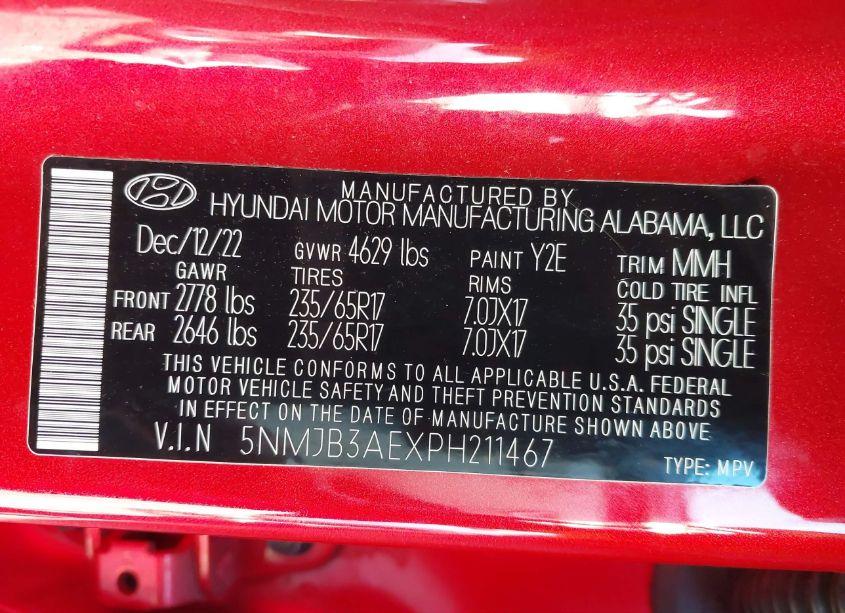 MANUFACTURED BY
HYUNDAI MOTOR MANUFACTURING ALABAMA, LLC
Dec/12/22 GVWR 4629 lbs PAINT Y2E TRIM MMH
GAWR TIRES RIMS COLD TIRE INFL
FRONT 2778 lbs 235/65R17 7.0JX17 35 psi SINGLE
REAR 2646 lbs 235/65R17 7.0JX17 35 psi SINGLE
THIS VEHICLE CONFORMS TO ALL APPLICABLE U.S.A. FEDERAL
MOTOR VEHICLE SAFETY AND THEFT PREVENTION STANDARDS
IN EFFECT ON THE DATE OF MANUFACTURE SHOWN ABOVE
V.I.N 5NMJB3AEXPH211467 TYPE: MPV